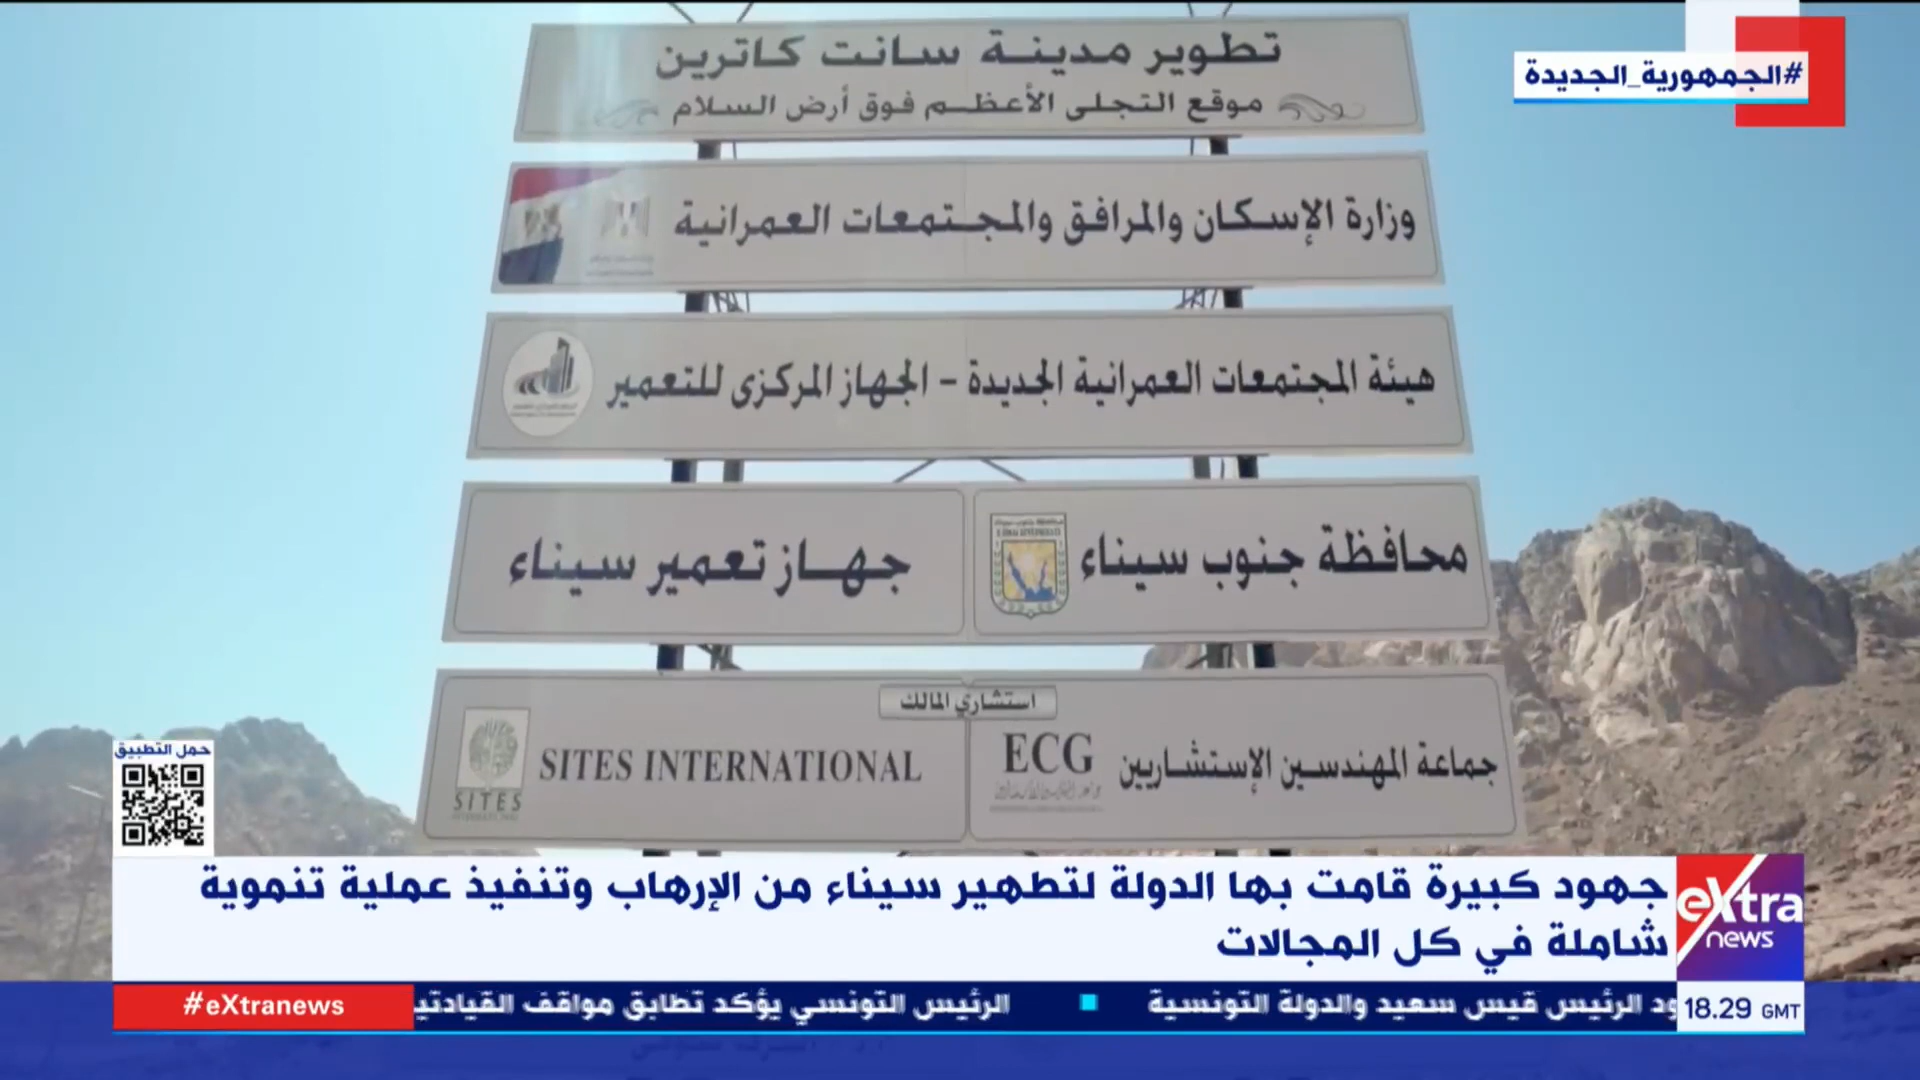 #الجمهورية_الجديدة
تطوير مدينة سانت كاترين
موقع التجلى الأعظم فوق أرض السلام
وزارة الإسكان والمرافق والمجتمعات العمرانية
هيئة المجتمعات العمرانية الجديدة - الجهاز المركزى للتعمير
محافظة جنوب سيناء
جهاز تعمير سيناء
استشاري المالك
جماعة المهندسين الإستشاريين
ECG
SITES INTERNATIONAL
SITES
حمل التطبيق
جهود كبيرة قامت بها الدولة لتطهير سيناء من الإرهاب وتنفيذ عملية تنموية
شاملة في كل المجالات
eXtra
news
#eXtranews
الرئيس قيس سعيد والدولة التونسية ■ الرئيس التونسي يؤكد تطابق مواقف
18.29 GMT